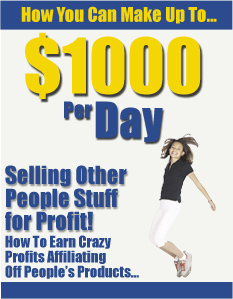 How You Can Make Up To...
$1000
Per
Day
Selling Other
People Stuff
for Profit!
How To Earn Crazy
Profits Affiliating
Off People's Products...